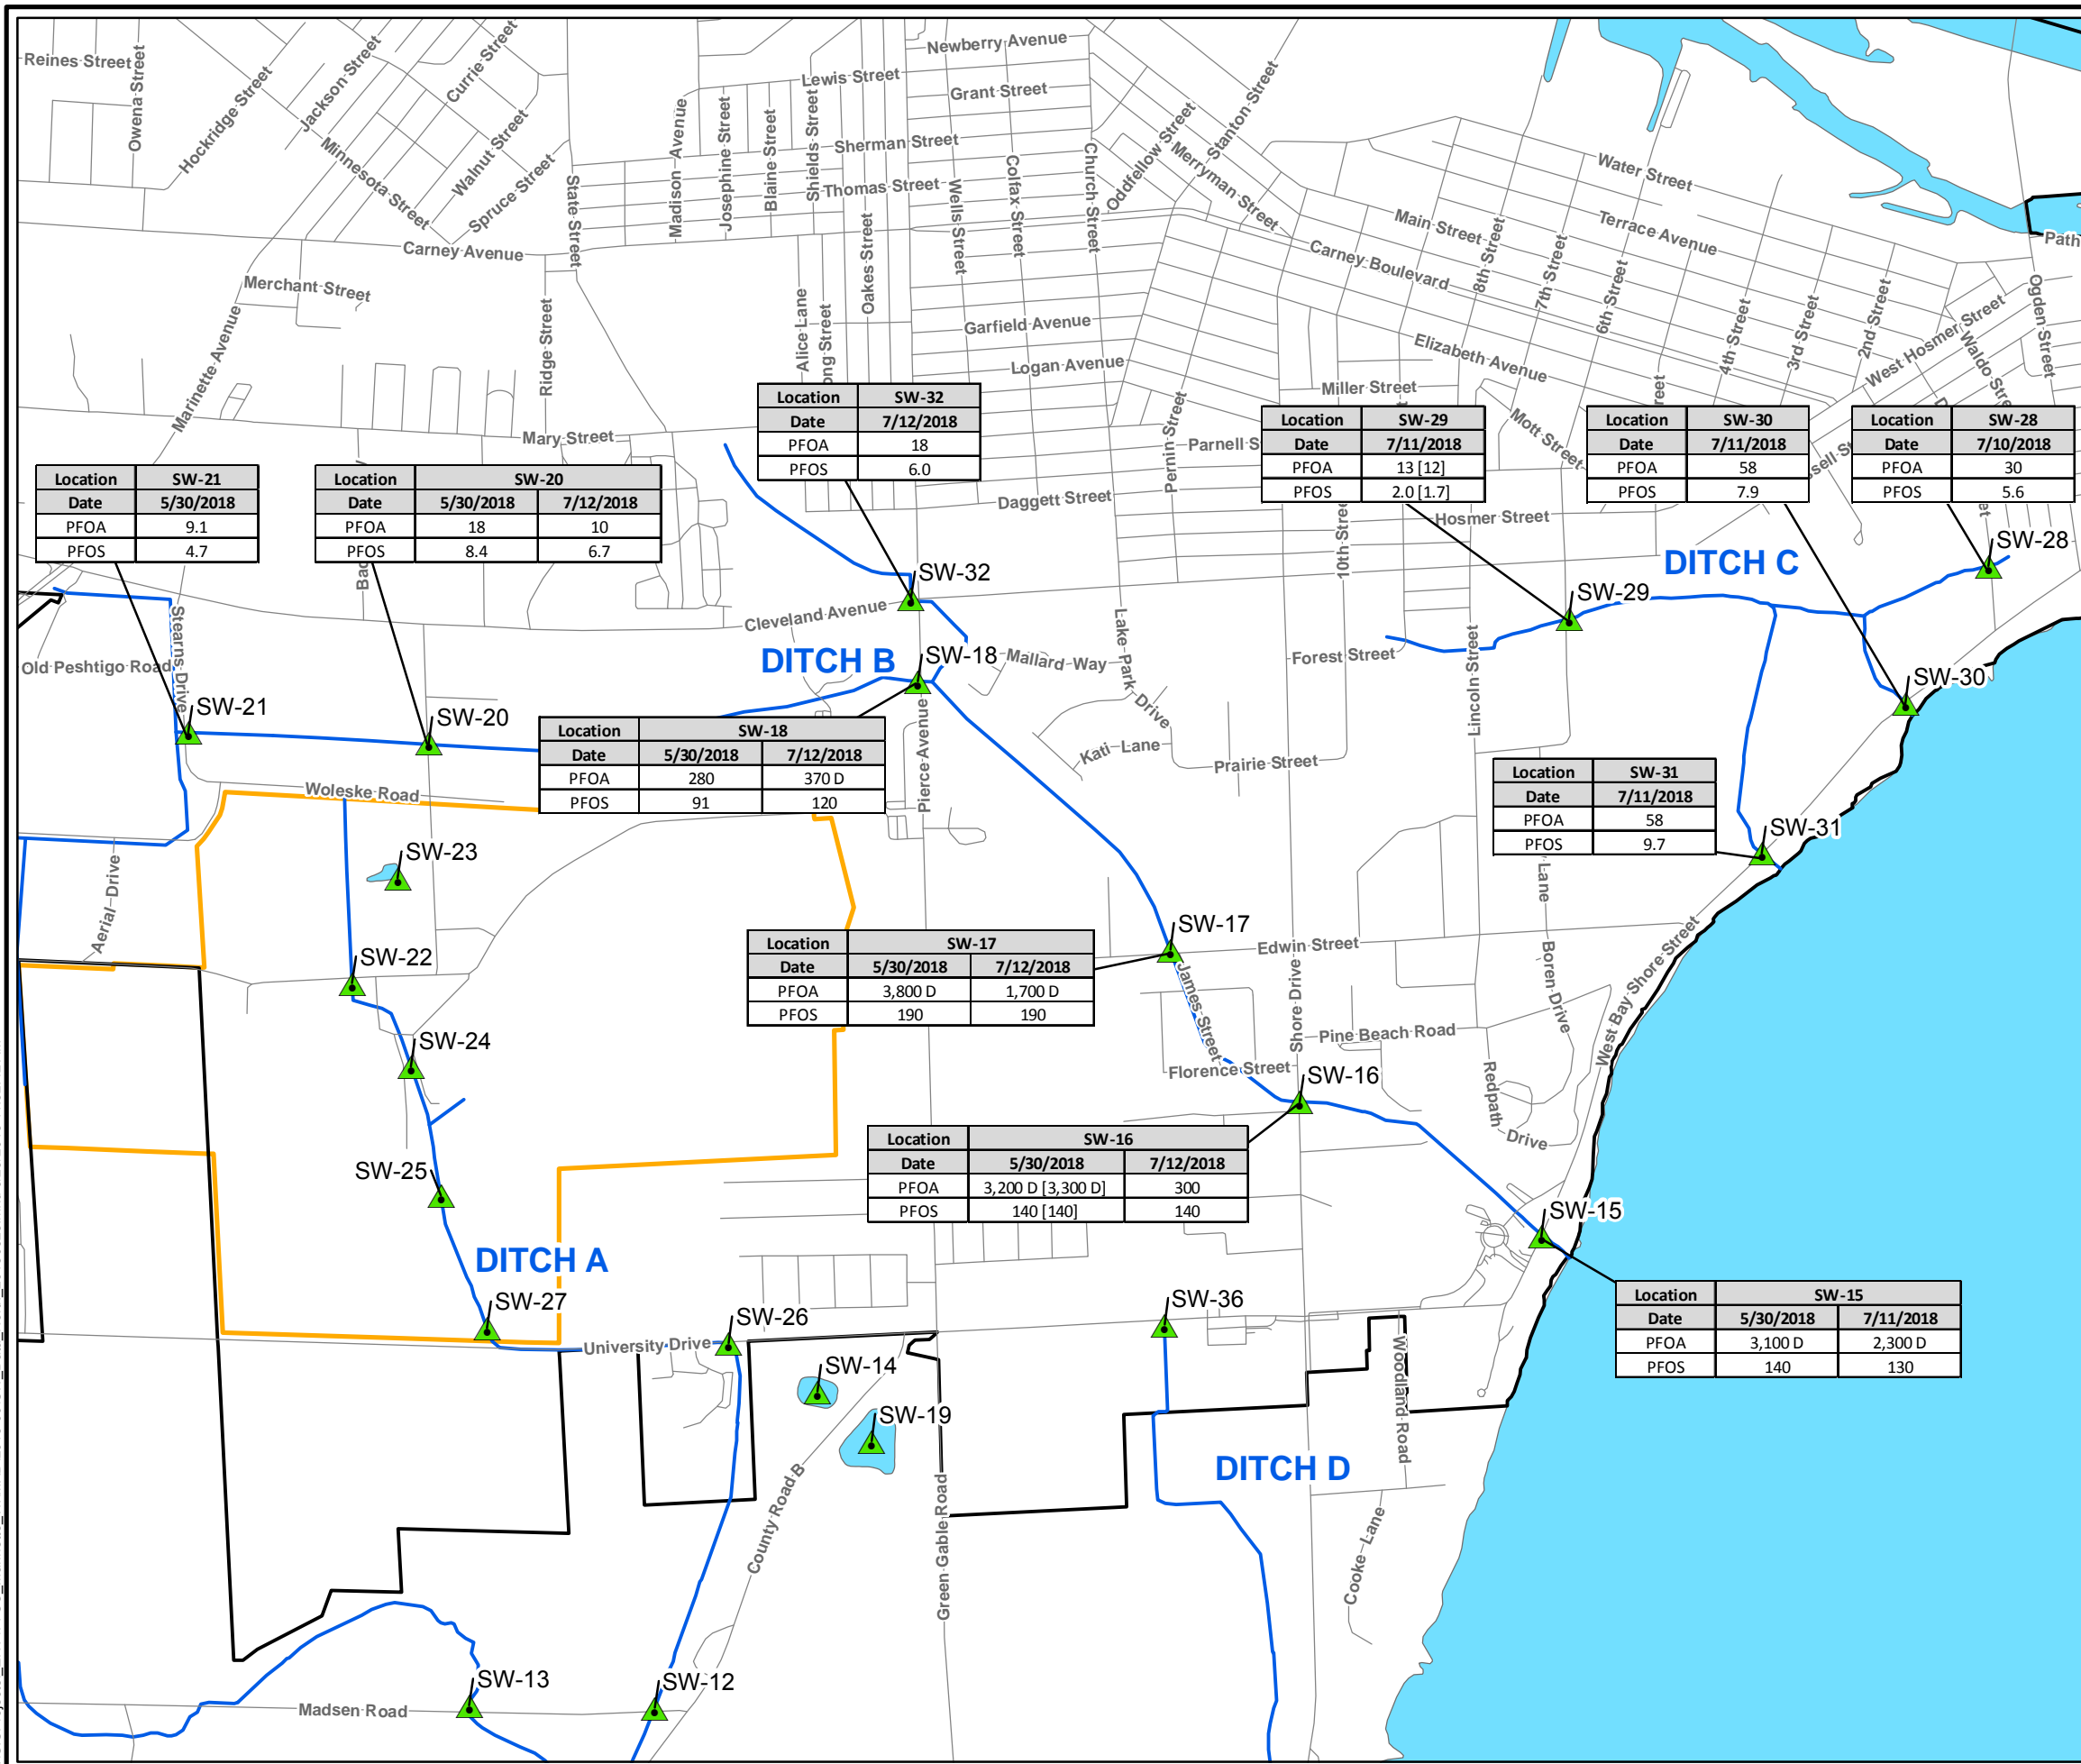 Newberry Avenue
Reines Street
Owena Street
Hockridge Street
Jackson Street
Currie Street
Lewis Street
Grant Street
Minnesota Street
Walnut Street
Spruce Street
State Street
Madison Avenue
Josephine Street
Blaine Street
Shields Street
Sherman Street
Thomas Street
Wells Street
Colfax Street
Church Street
Oddfellow Street
Stanton Street
Merryman Street
Water Street
Main Street
Terrace Avenue
Carney Avenue
Carney Boulevard
8th Street
7th Street
6th Street
4th Street
3rd Street
2nd Street
Path
Ogden Street
West Hosmer Street
Merchant Street
Marinette Avenue
Ridge Street
Alice Lane
ong Street
Oakes Street
Garfield Avenue
Logan Avenue
Elizabeth Avenue
Miller Street
Mary Street
Parnell S
Pernin Street
Mott Street
Daggett Street
Hosmer Street
10th Stree
Location SW-32
Date 7/12/2018
PFOA 18
PFOS 6.0
Location SW-29
Date 7/11/2018
PFOA 13 [12]
PFOS 2.0 [1.7]
Location SW-30
Date 7/11/2018
PFOA 58
PFOS 7.9
Location SW-28
Date 7/10/2018
PFOA 30
PFOS 5.6
Location SW-21
Date 5/30/2018
PFOA 9.1
PFOS 4.7
Location SW-20
Date 5/30/2018 7/12/2018
PFOA 18 10
PFOS 8.4 6.7
SW-28
DITCH C
SW-32
SW-29
Cleveland Avenue
Stearns Drive
Old Peshtigo Road
DITCH B
SW-18
Mallard Way
Lake Park Drive
Forest Street
Lincoln Street
SW-30
SW-21
SW-20
Location SW-18
Date 5/30/2018 7/12/2018
PFOA 280 370 D
PFOS 91 120
Pierce Avenue
Kati Lane
Prairie Street
Woleske Road
Location SW-31
Date 7/11/2018
PFOA 58
PFOS 9.7
SW-31
SW-23
Aerial Drive
Lane
SW-22
SW-17
Edwin Street
Location SW-17
Date 5/30/2018 7/12/2018
PFOA 3,800 D 1,700 D
PFOS 190 190
James Street
Shore Drive
Boren Drive
West Bay Shore Street
Pine Beach Road
SW-24
Florence Street
SW-16
Redpath Drive
Location SW-16
Date 5/30/2018 7/12/2018
PFOA 3,200 D [3,300 D] 300
PFOS 140 [140] 140
SW-25
SW-15
DITCH A
Location SW-15
Date 5/30/2018 7/11/2018
PFOA 3,100 D 2,300 D
PFOS 140 130
SW-27
SW-26
SW-36
University Drive
SW-14
Woodland Road
SW-19
County Road B
Green Gable Road
DITCH D
Cooke Lane
SW-13
SW-12
Madsen Road